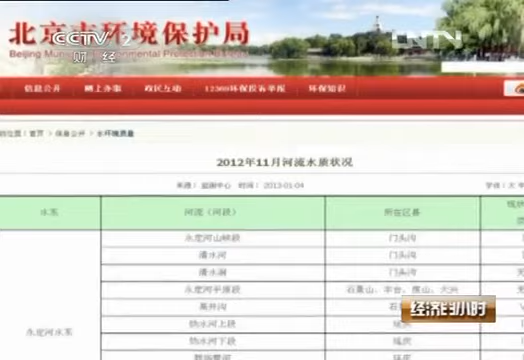 CCTV 2
财 经
北京市环境保护局
Beijing Municipal Environmental Protection Bureau
信息公开 网上办事 政民互动 12369环保投诉举报 环保知识
首页 > 信息公开 > 水环境质量
2012年11月河流水质状况
来源：监测中心 时间：2013-01-04
水系 河流（河段） 所在区县
永定河山峡段 门头沟
清水河 门头沟
清水涧 门头沟
永定河平原段 石景山、丰台、房山、大兴
高井沟
妫水河上段 延庆
妫水河下段 延庆
永定河水系
经济半小时